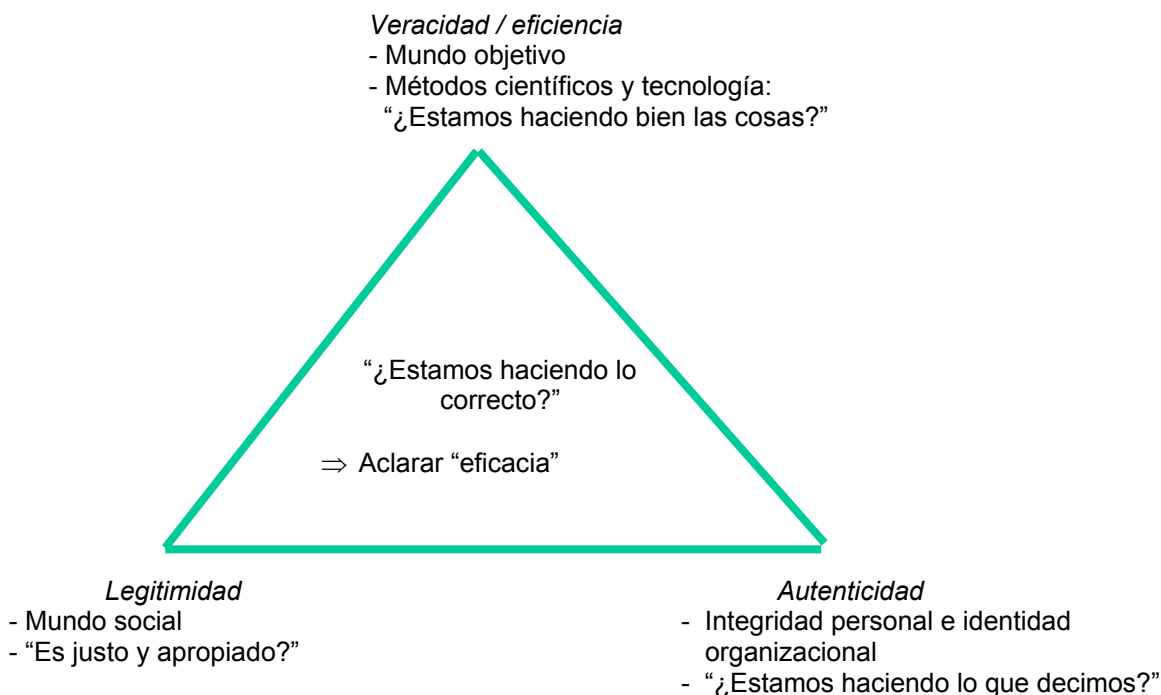 Veracidad / eficiencia
- Mundo objetivo
- Métodos científicos y tecnología:
“¿Estamos haciendo bien las cosas?”
“¿Estamos haciendo lo
correcto?”
⇒ Aclarar “eficacia”
Legitimidad
- Mundo social
- “Es justo y apropiado?”
Autenticidad
- Integridad personal e identidad
organizacional
- “¿Estamos haciendo lo que decimos?”